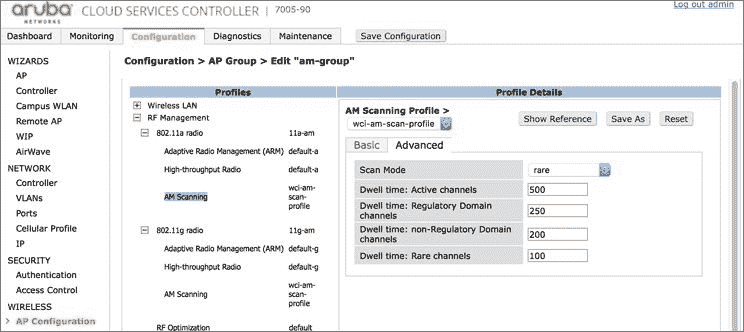 aruba NETWORKS CLOUD SERVICES CONTROLLER | 7005-90 Log out admin
Dashboard Monitoring Configuration Diagnostics Maintenance Save Configuration
WIZARDS
AP
Controller
Campus WLAN
Remote AP
WIP
AirWave
NETWORK
Controller
VLANs
Ports
Cellular Profile
IP
SECURITY
Authentication
Access Control
WIRELESS
> AP Configuration
Configuration > AP Group > Edit "am-group"
Profiles
Wireless LAN
RF Management
802.11a radio 11a-am
Adaptive Radio Management (ARM) default-a
High-throughput Radio default-a
AM Scanning wci-am-
scan-
profile
802.11g radio 11g-am
Adaptive Radio Management (ARM) default-g
High-throughput Radio default-g
AM Scanning wci-am-
scan-
profile
RF Optimization default
Profile Details
AM Scanning Profile >
wci-am-scan-profile Show Reference Save As Reset
Basic Advanced
Scan Mode rare
Dwell time: Active channels 500
Dwell time: Regulatory Domain
channels 250
Dwell time: non-Regulatory Domain
channels 200
Dwell time: Rare channels 100